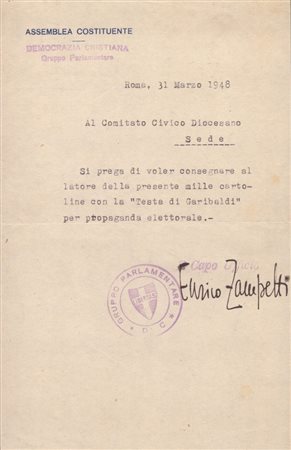 ASSEMBLEA COSTITUENTE
DEMOCRAZIA CRISTIANA
Gruppo Parlamentare
Roma, 31 Marzo 1948
Al Comitato Civico Diocesano
Sede
Si prega di voler consegnare al
latore della presente mille carto-
line con la "Testa di Garibaldi"
per propaganda elettorale.-
Capo Ufficio
GRUPPO PARLAMENTARE
LIBERTAS
D C
Enrico Zampetti